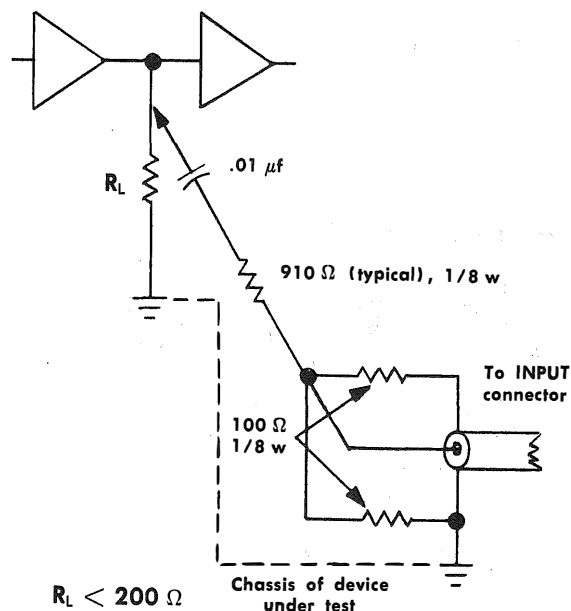 .01 µf
RL
910 Ω (typical), 1/8 w
To INPUT
connector
100 Ω
1/8 w
RL < 200 Ω
Chassis of device
under test